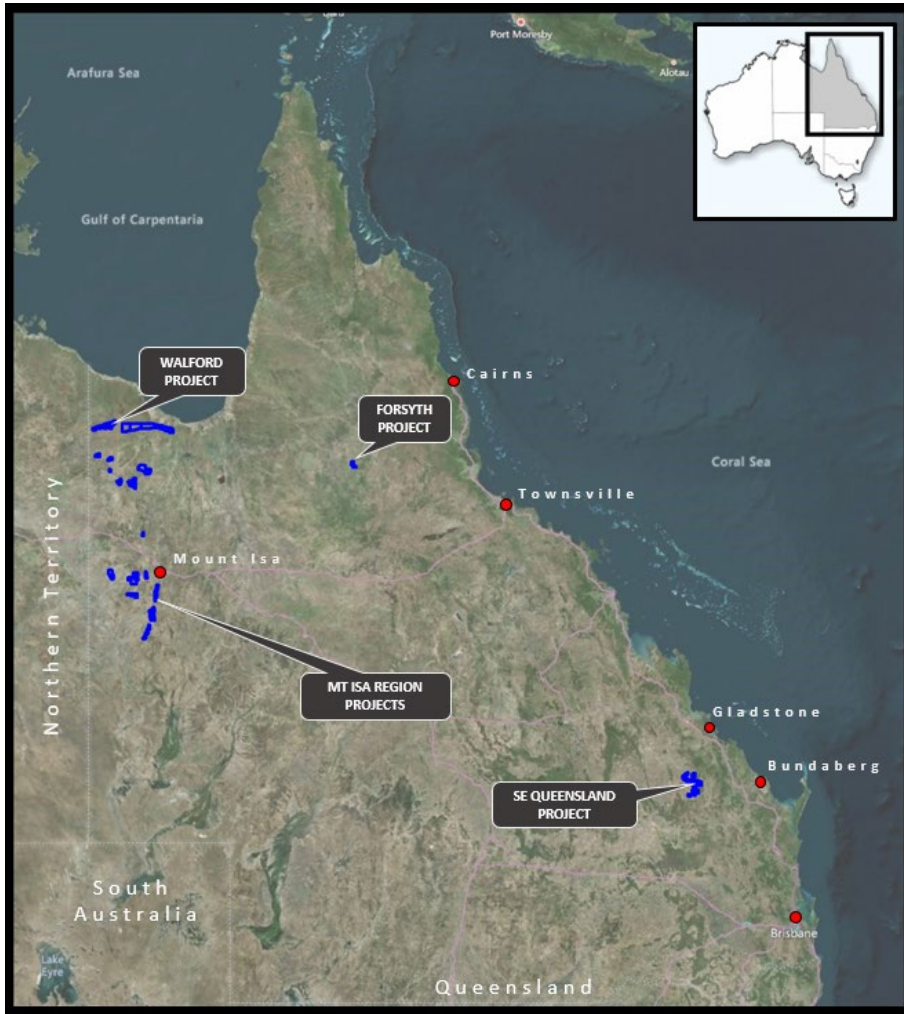 Port Moresby
Alotau
Arafura Sea
Gulf of Carpentaria
WALFORD
PROJECT
Cairns
FORSYTH
PROJECT
Coral Sea
Townsville
Northern Territory
Mount Isa
MT ISA REGION
PROJECTS
Gladstone
Bundaberg
SE QUEENSLAND
PROJECT
South
Australia
Brisbane
Lake
Eyre
Queensland